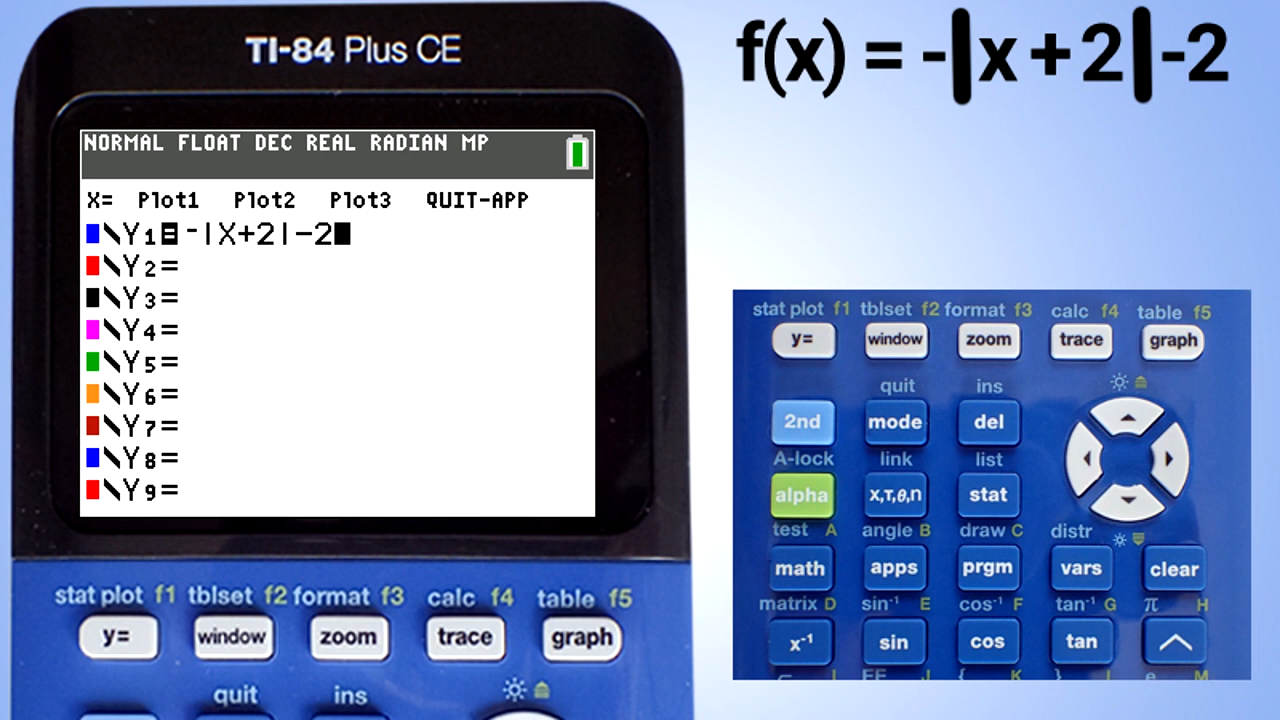 TI-84 Plus CE
NORMAL FLOAT DEC REAL RADIAN MP
X= Plot1 Plot2 Plot3 QUIT-APP
\Y1=-|X+2|-2
\Y2=
\Y3=
\Y4=
\Y5=
\Y6=
\Y7=
\Y8=
\Y9=
stat plot f1 tblset f2 format f3 calc f4 table f5
y= window zoom trace graph
quit ins
f(x) = -|x+2|-2
stat plot f1 tblset f2 format f3 calc f4 table f5
y= window zoom trace graph
quit ins
2nd mode del
A-lock link list
alpha X,T,θ,n stat
test A angle B draw C distr
math apps prgm vars clear
matrix D sin⁻¹ E cos⁻¹ F tan⁻¹ G π H
x⁻¹ sin cos tan ^